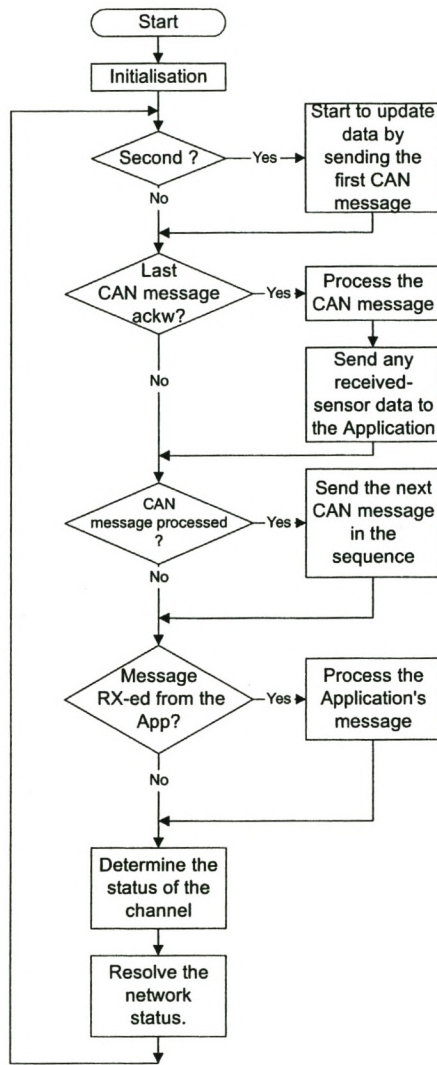 Start
Initialisation
Second ?
Yes
Start to update
data by
sending the
first CAN
message
No
Last
CAN message
ackw?
Yes
Process the
CAN message
No
Send any
received-
sensor data to
the Application
CAN
message processed
?
Yes
Send the next
CAN message
in the
sequence
No
Message
RX-ed from the
App?
Yes
Process the
Application's
message
No
Determine the
status of the
channel
Resolve the
network
status.